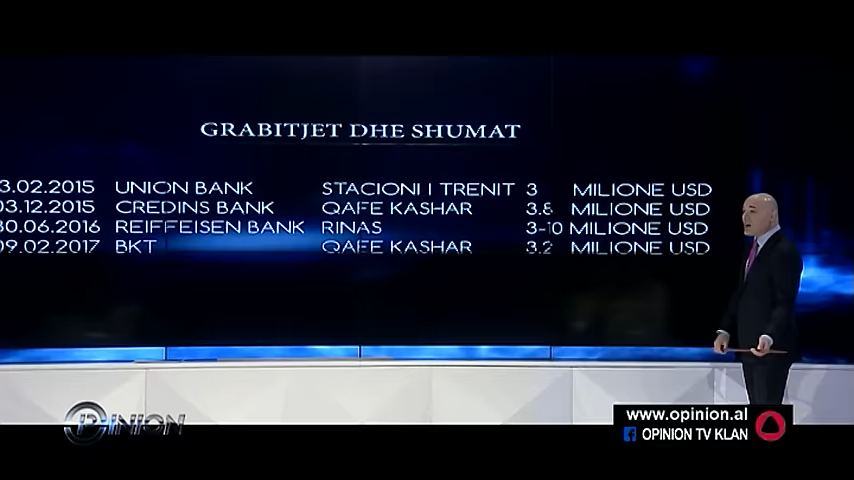 GRABITJET DHE SHUMAT
3.02.2015 UNION BANK STACIONI I TRENIT 3 MILIONE USD
03.12.2015 CREDINS BANK QAFE KASHAR 3.8 MILIONE USD
30.06.2016 REIFFEISEN BANK RINAS 3-10 MILIONE USD
09.02.2017 BKT QAFE KASHAR 3.2 MILIONE USD
OPINION
www.opinion.al
OPINION TV KLAN